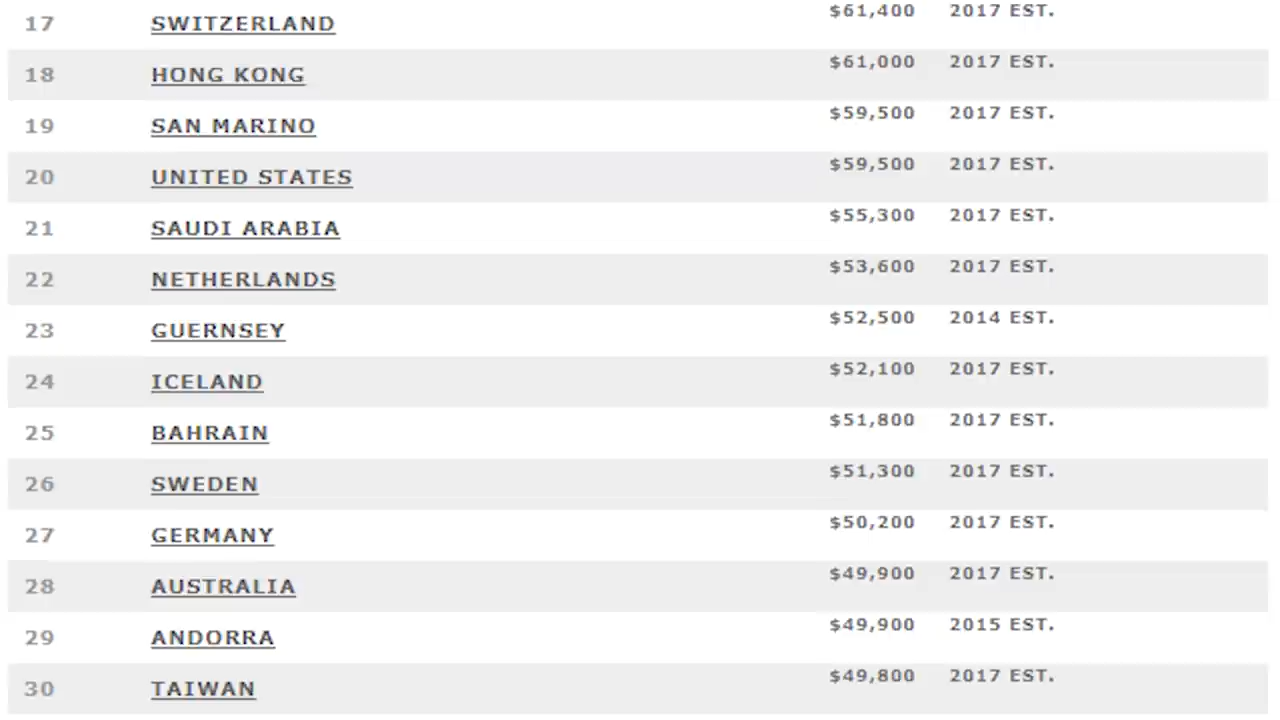 17 SWITZERLAND $61,400 2017 EST.
18 HONG KONG $61,000 2017 EST.
19 SAN MARINO $59,500 2017 EST.
20 UNITED STATES $59,500 2017 EST.
21 SAUDI ARABIA $55,300 2017 EST.
22 NETHERLANDS $53,600 2017 EST.
23 GUERNSEY $52,500 2014 EST.
24 ICELAND $52,100 2017 EST.
25 BAHRAIN $51,800 2017 EST.
26 SWEDEN $51,300 2017 EST.
27 GERMANY $50,200 2017 EST.
28 AUSTRALIA $49,900 2017 EST.
29 ANDORRA $49,900 2015 EST.
30 TAIWAN $49,800 2017 EST.